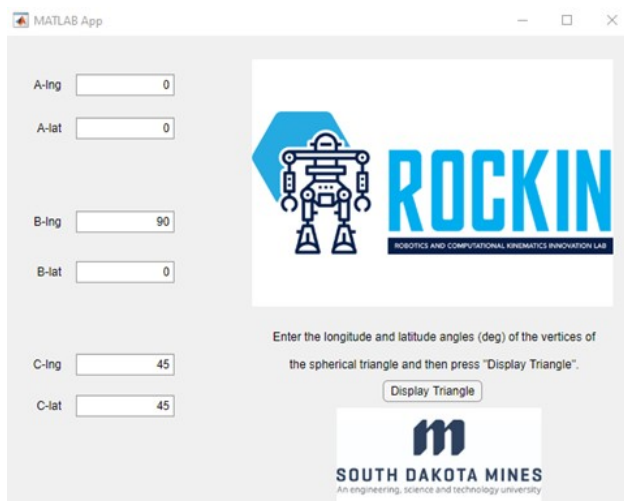 MATLAB App
A-lng 0
A-lat 0
B-lng 90
B-lat 0
C-lng 45
C-lat 45
ROCKIN
ROBOTICS AND COMPUTATIONAL KINEMATICS INNOVATION LAB
Enter the longitude and latitude angles (deg) of the vertices of
the spherical triangle and then press "Display Triangle".
Display Triangle
m
SOUTH DAKOTA MINES
An engineering, science and technology university